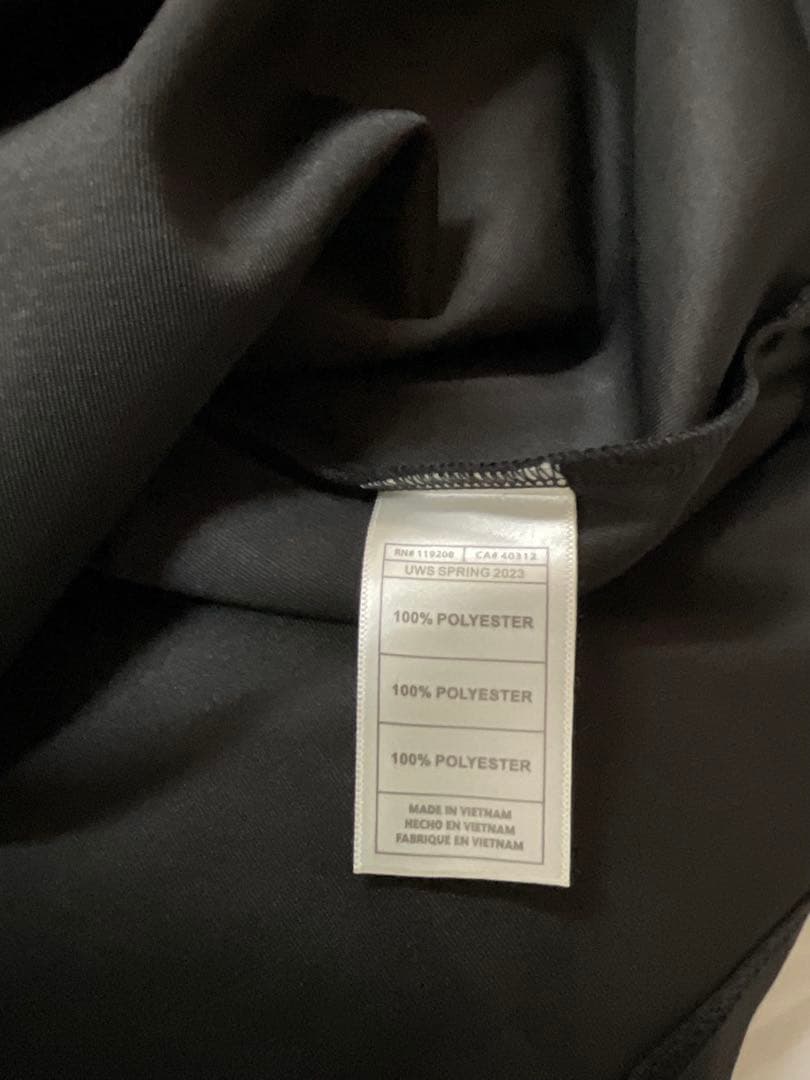 RN# 119200 CA# 40312
UWS SPRING 2023
100% POLYESTER
100% POLYESTER
100% POLYESTER
MADE IN VIETNAM
HECHO EN VIETNAM
FABRIQUE EN VIETNAM